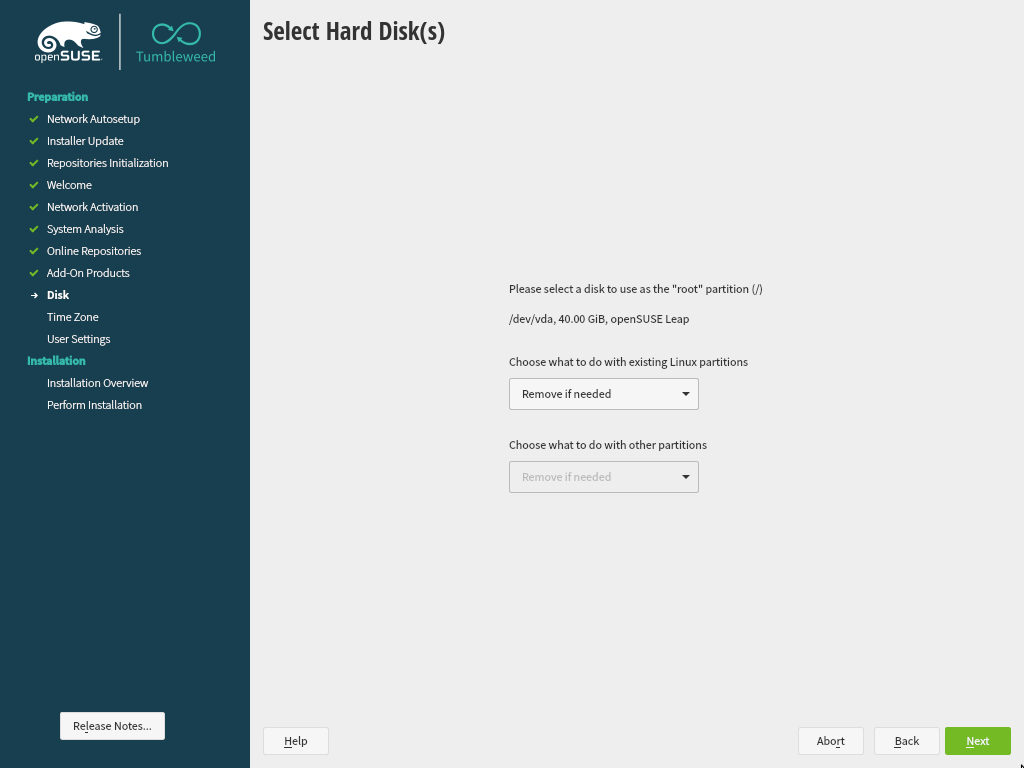 openSUSE
Tumbleweed
Preparation
Network Autosetup
Installer Update
Repositories Initialization
Welcome
Network Activation
System Analysis
Online Repositories
Add-On Products
Disk
Time Zone
User Settings
Installation
Installation Overview
Perform Installation
Release Notes...
Select Hard Disk(s)
Please select a disk to use as the "root" partition (/)
/dev/vda, 40.00 GiB, openSUSE Leap
Choose what to do with existing Linux partitions
Remove if needed
Choose what to do with other partitions
Remove if needed
Help
Abort
Back
Next